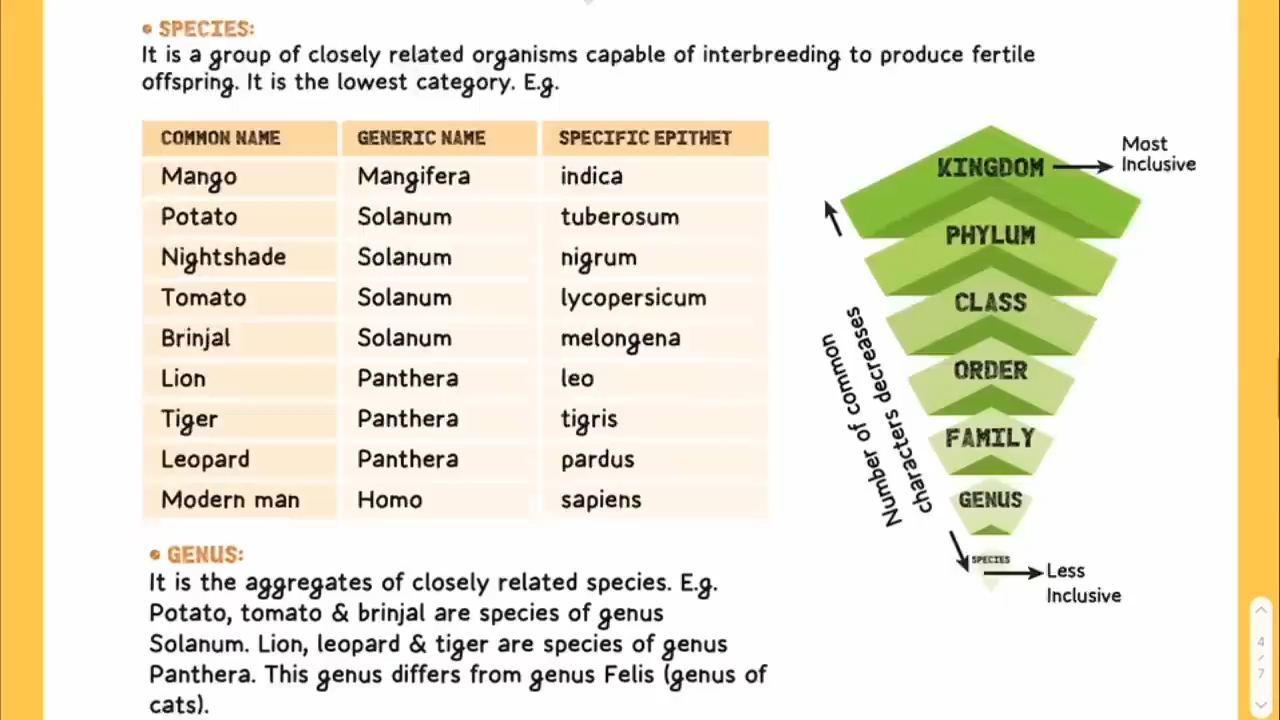 • SPECIES:
It is a group of closely related organisms capable of interbreeding to produce fertile
offspring. It is the lowest category. E.g.
COMMON NAME GENERIC NAME SPECIFIC EPITHET
Mango Mangifera indica
Potato Solanum tuberosum
Nightshade Solanum nigrum
Tomato Solanum lycopersicum
Brinjal Solanum melongena
Lion Panthera leo
Tiger Panthera tigris
Leopard Panthera pardus
Modern man Homo sapiens
• GENUS:
It is the aggregates of closely related species. E.g.
Potato, tomato & brinjal are species of genus
Solanum. Lion, leopard & tiger are species of genus
Panthera. This genus differs from genus Felis (genus of
cats).
KINGDOM
Most
Inclusive
PHYLUM
CLASS
ORDER
FAMILY
GENUS
SPECIES
Less
Inclusive
Number of common
characters decreases
4
/
7